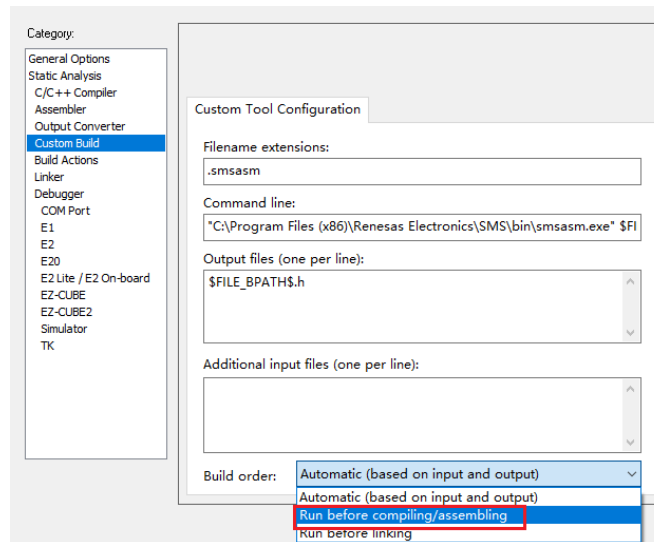 Category:
General Options
Static Analysis
C/C++ Compiler
Assembler
Output Converter
Custom Build
Build Actions
Linker
Debugger
COM Port
E1
E2
E20
E2 Lite / E2 On-board
EZ-CUBE
EZ-CUBE2
Simulator
TK
Custom Tool Configuration
Filename extensions:
.smsasm
Command line:
"C:\Program Files (x86)\Renesas Electronics\SMS\bin\smsasm.exe" $FI
Output files (one per line):
$FILE_BPATH$.h
Additional input files (one per line):
Build order:
Automatic (based on input and output)
Automatic (based on input and output)
Run before compiling/assembling
Run before linking